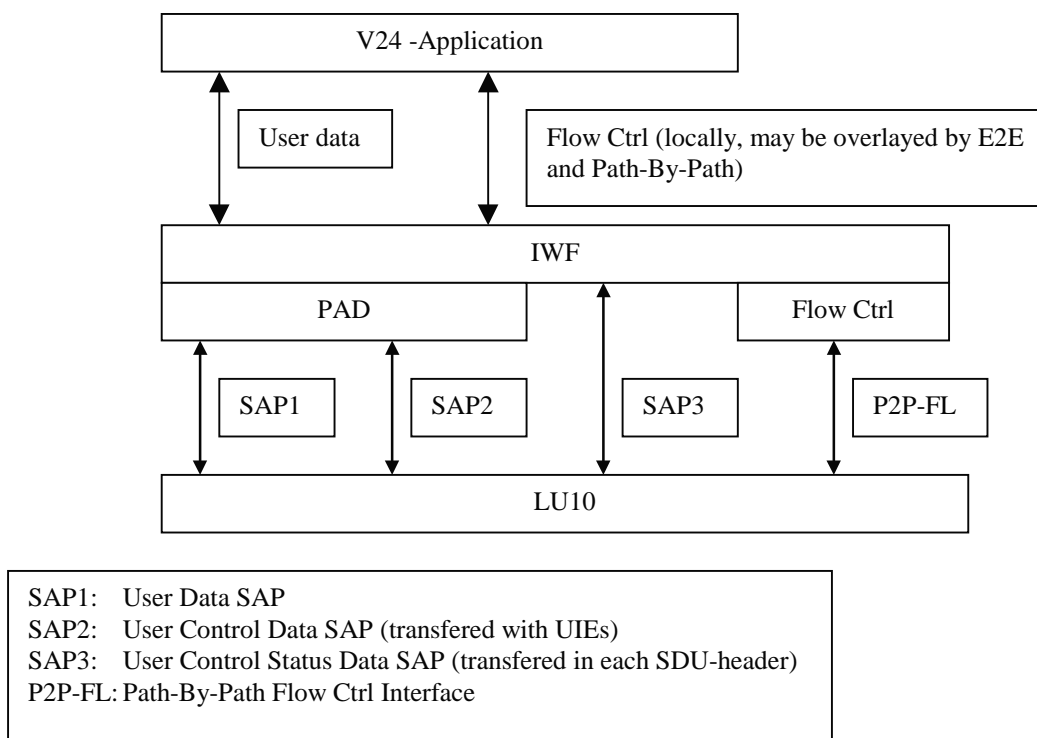 V24 -Application
User data
Flow Ctrl (locally, may be overlayed by E2E
and Path-By-Path)
IWF
PAD
Flow Ctrl
SAP1
SAP2
SAP3
P2P-FL
LU10
SAP1: User Data SAP
SAP2: User Control Data SAP (transfered with UIEs)
SAP3: User Control Status Data SAP (transfered in each SDU-header)
P2P-FL: Path-By-Path Flow Ctrl Interface